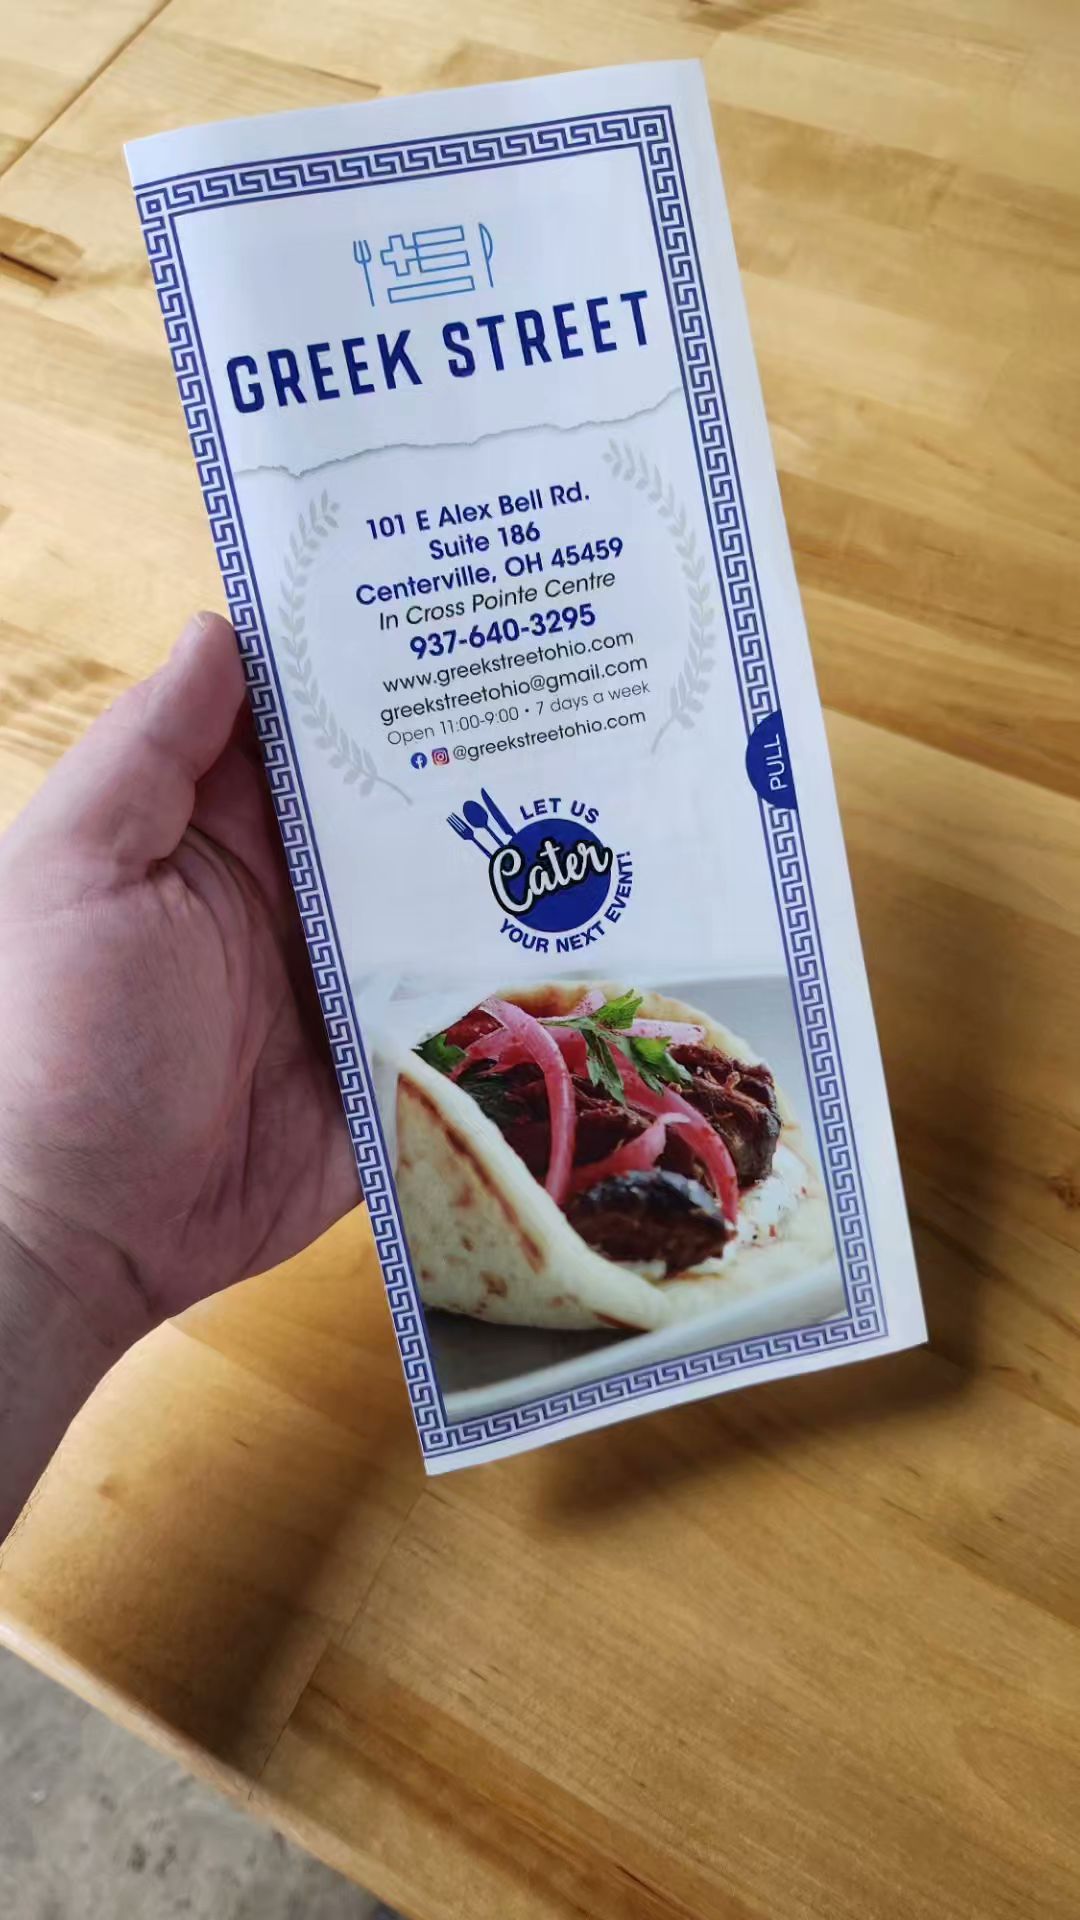 GREEK STREET
101 E Alex Bell Rd.
Suite 186
Centerville, OH 45459
In Cross Pointe Centre
937-640-3295
www.greekstreetohio.com
greekstreetohio@gmail.com
Open 11:00-9:00 • 7 days a week
@greekstreetohio.com
PULL
LET US
Cater
YOUR NEXT EVENT!